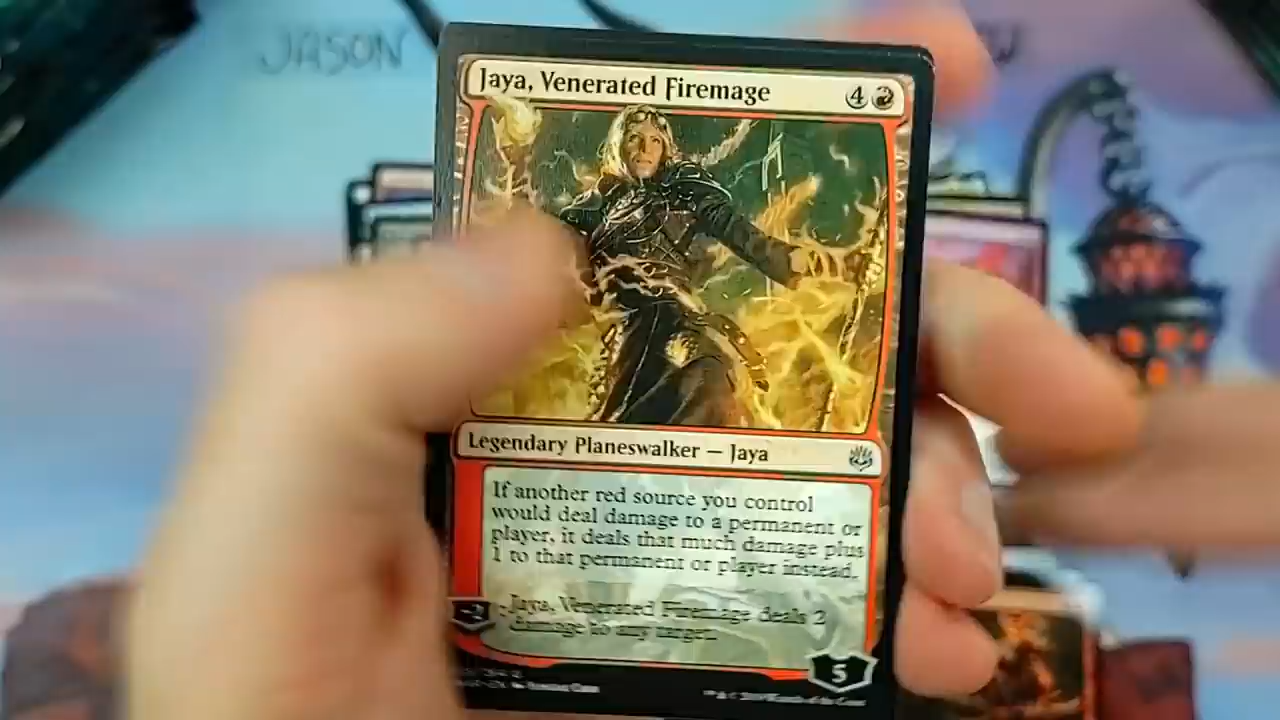 JASON
Jaya, Venerated Firemage 4
Legendary Planeswalker — Jaya
If another red source you control
would deal damage to a permanent or
player, it deals that much damage plus
1 to that permanent or player instead.
-2 : Jaya, Venerated Firemage deals 2
damage to any target.
5